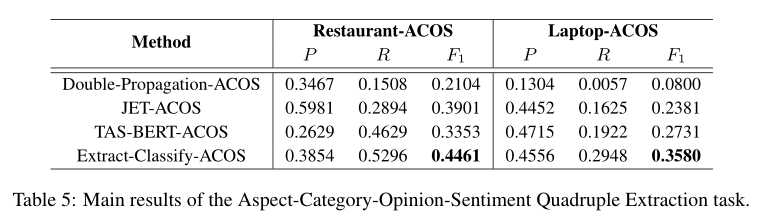 Method Restaurant-ACOS Laptop-ACOS
P R F1 P R F1
Double-Propagation-ACOS 0.3467 0.1508 0.2104 0.1304 0.0057 0.0800
JET-ACOS 0.5981 0.2894 0.3901 0.4452 0.1625 0.2381
TAS-BERT-ACOS 0.2629 0.4629 0.3353 0.4715 0.1922 0.2731
Extract-Classify-ACOS 0.3854 0.5296 0.4461 0.4556 0.2948 0.3580
Table 5: Main results of the Aspect-Category-Opinion-Sentiment Quadruple Extraction task.